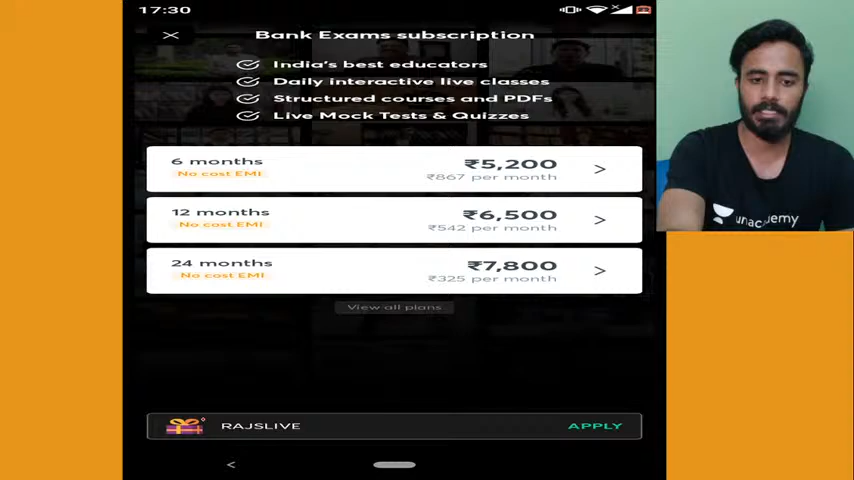 17:30
Bank Exams subscription
India's best educators
Daily interactive live classes
Structured courses and PDFs
Live Mock Tests & Quizzes
6 months
₹5,200
No cost EMI
₹867 per month
12 months
₹6,500
No cost EMI
₹542 per month
24 months
₹7,800
No cost EMI
₹325 per month
View all plans
RAJSLIVE
APPLY
unacademy